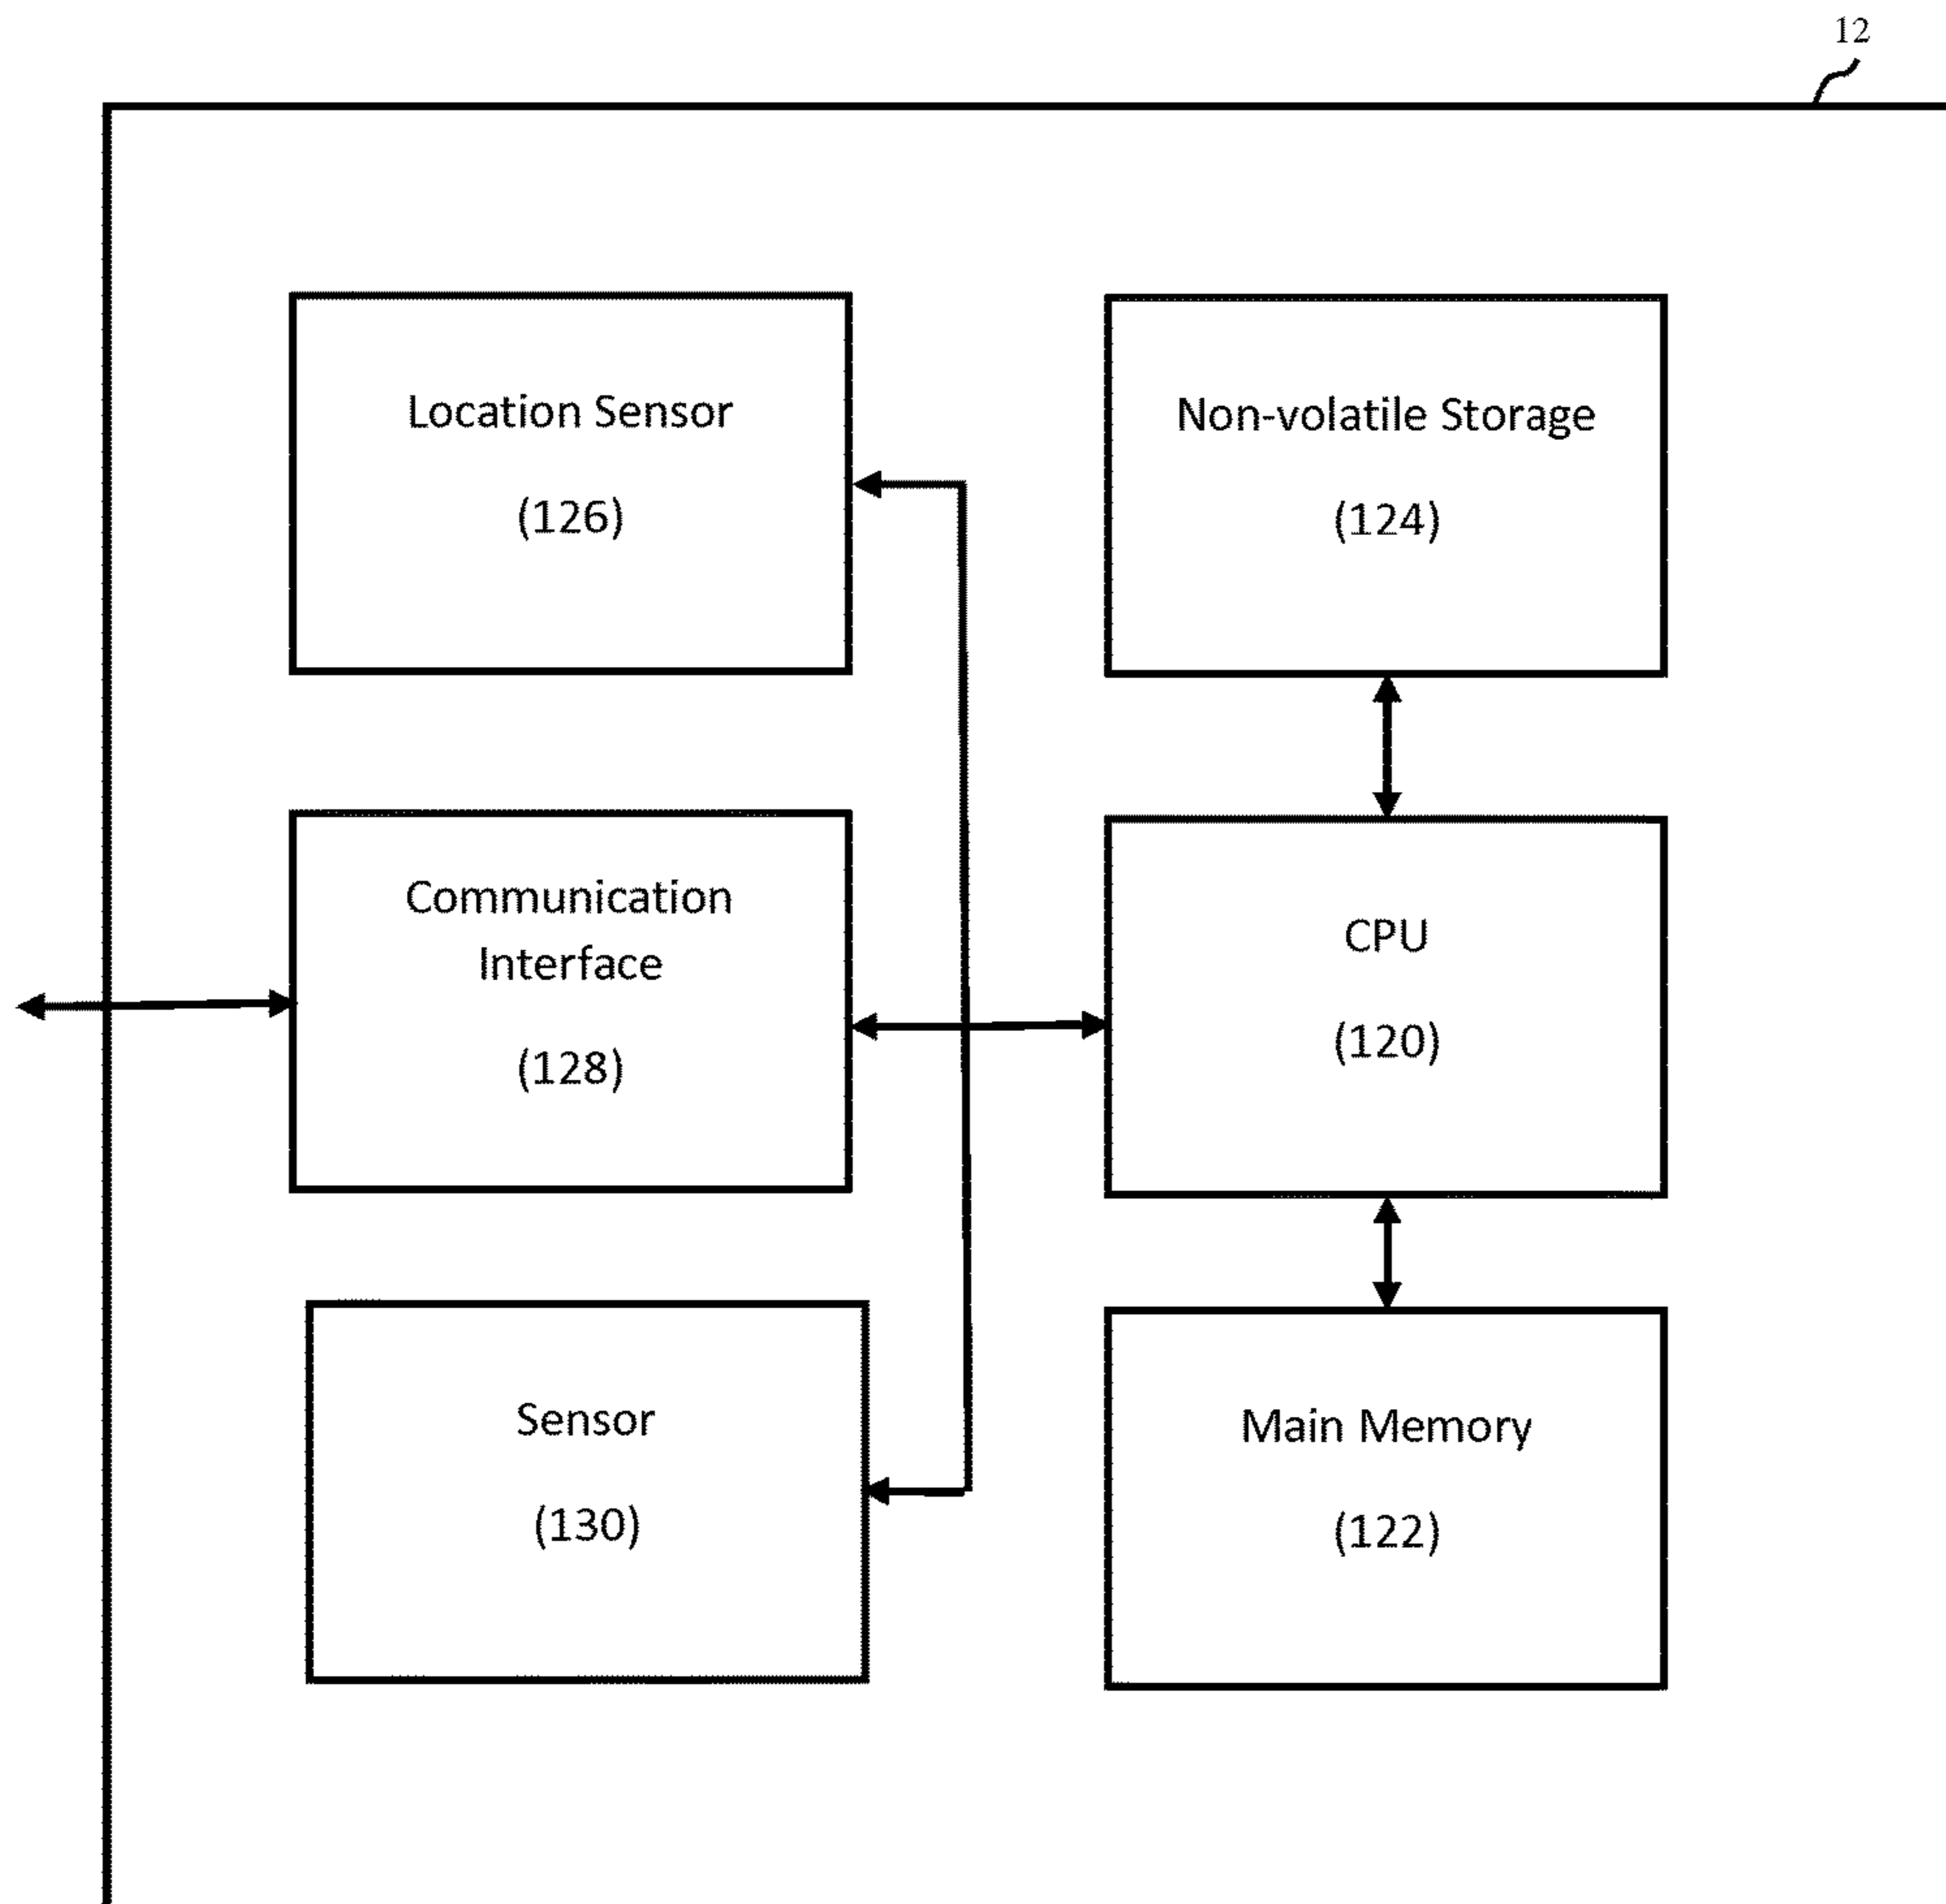 12
Location Sensor
(126)
Non-volatile Storage
(124)
Communication
Interface
(128)
CPU
(120)
Sensor
(130)
Main Memory
(122)